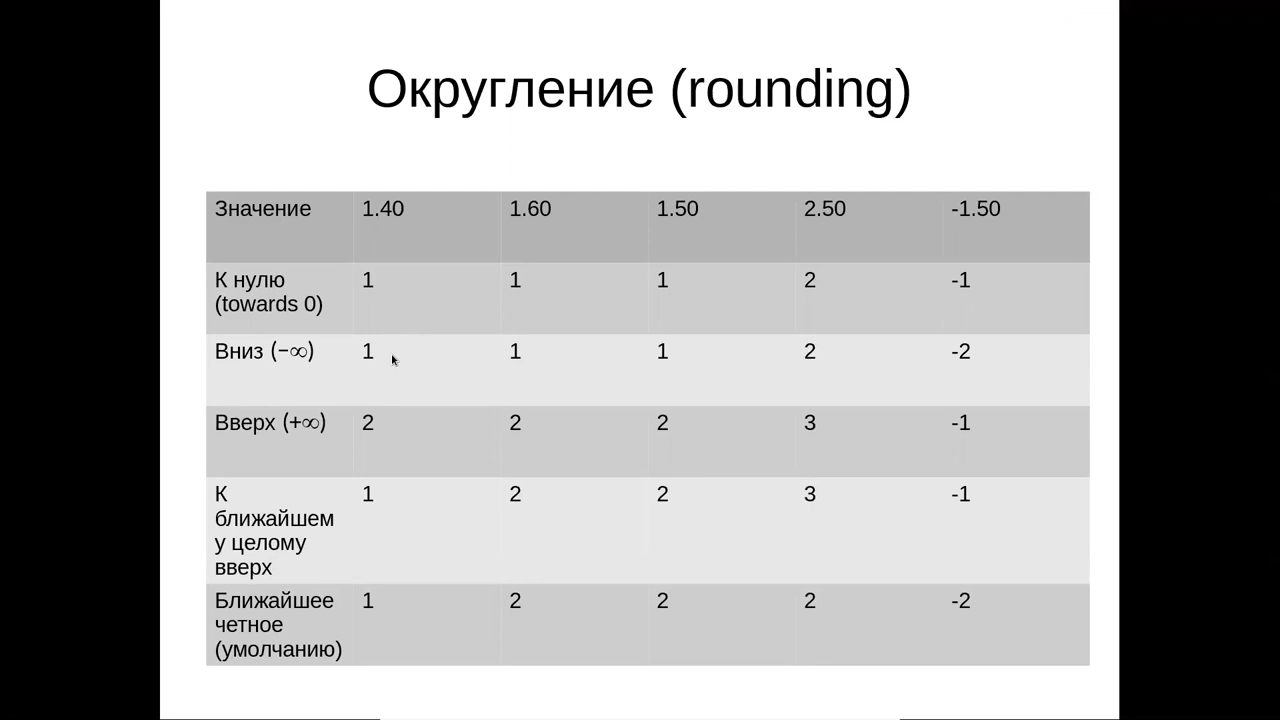 Округление (rounding)
Значение 1.40 1.60 1.50 2.50 -1.50
К нулю 1 1 1 2 -1
(towards 0)
Вниз (−∞) 1 1 1 2 -2
Вверх (+∞) 2 2 2 3 -1
К 1 2 2 3 -1
ближайшем
у целому
вверх
Ближайшее 1 2 2 2 -2
четное
(умолчанию)